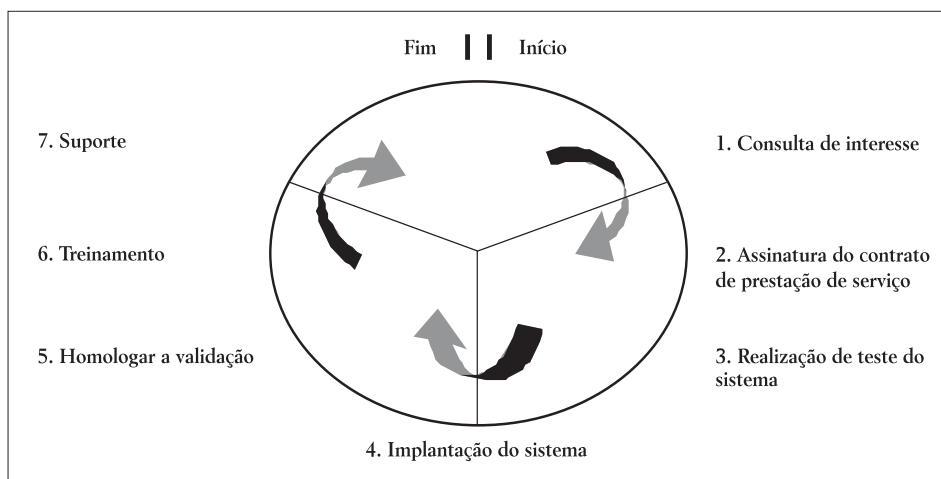 Fim Início
1. Consulta de interesse
2. Assinatura do contrato
de prestação de serviço
3. Realização de teste do
sistema
4. Implantação do sistema
5. Homologar a validação
6. Treinamento
7. Suporte